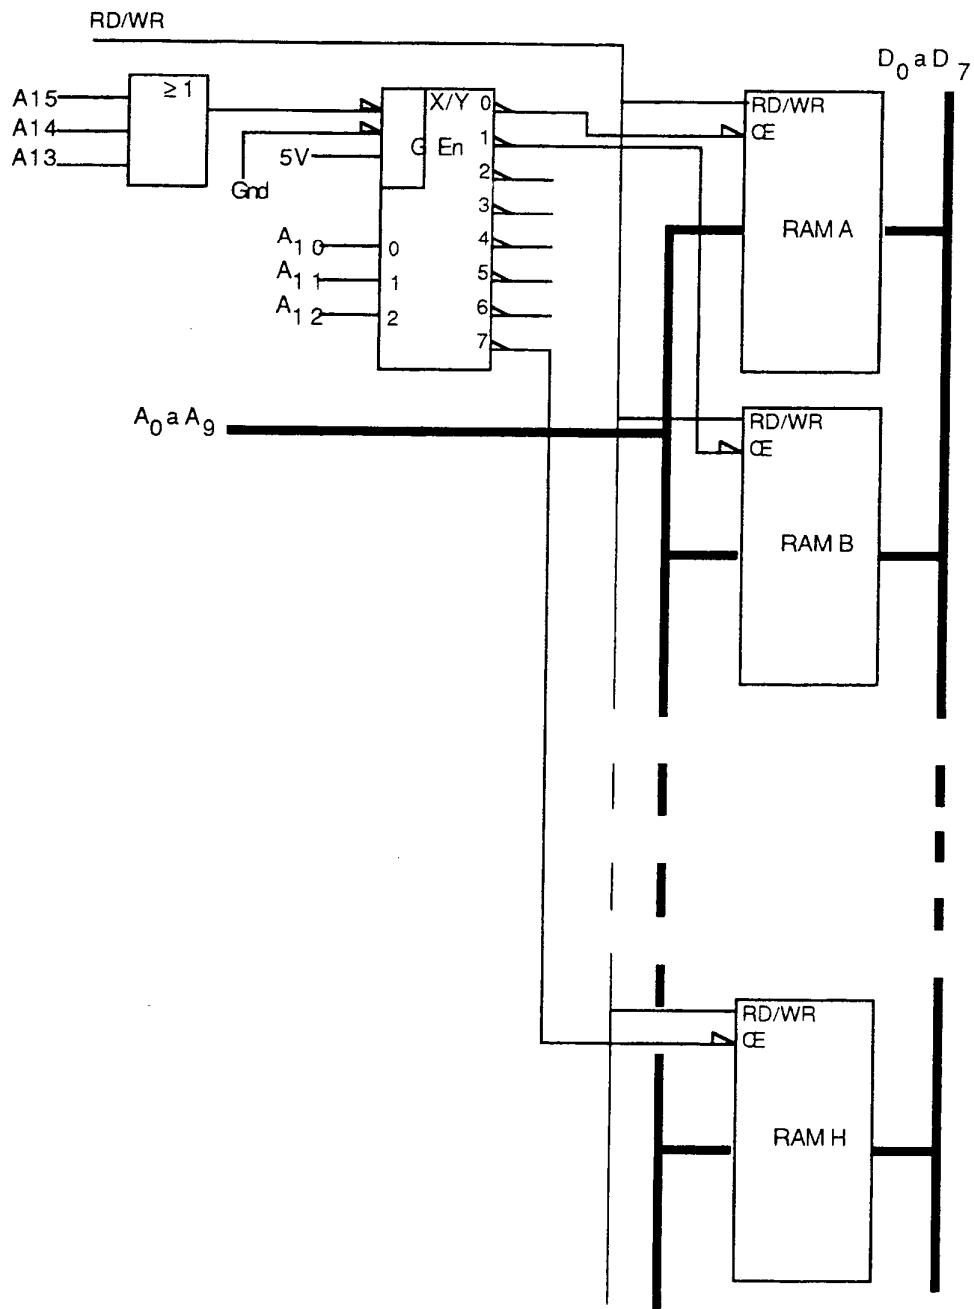 RD/WR
D0 a D7
A15
A14
A13
≥ 1
Gnd
5V
X/Y
G En
0
1
2
3
4
5
6
7
A10
A11
A12
0
1
2
RD/WR
CE
RAM A
A0 a A9
RD/WR
CE
RAM B
RD/WR
CE
RAM H